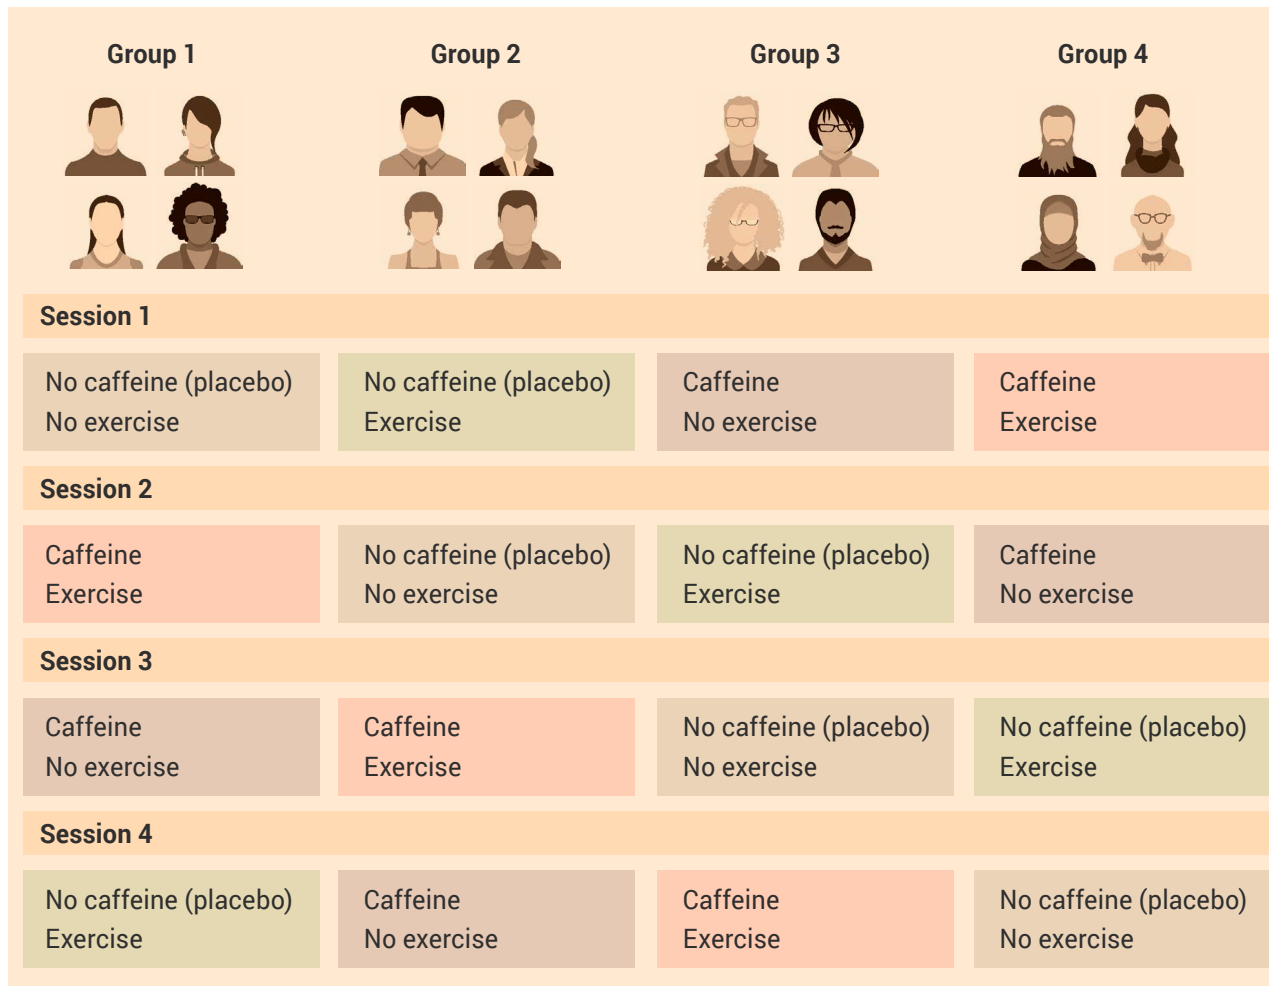 Group 1
Group 2
Group 3
Group 4
Session 1
No caffeine (placebo)
No exercise
No caffeine (placebo)
Exercise
Caffeine
No exercise
Caffeine
Exercise
Session 2
Caffeine
Exercise
No caffeine (placebo)
No exercise
No caffeine (placebo)
Exercise
Caffeine
No exercise
Session 3
Caffeine
No exercise
Caffeine
Exercise
No caffeine (placebo)
No exercise
No caffeine (placebo)
Exercise
Session 4
No caffeine (placebo)
Exercise
Caffeine
No exercise
Caffeine
Exercise
No caffeine (placebo)
No exercise